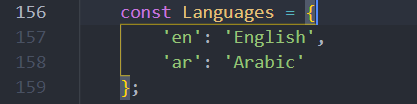 156 const Languages = {
157 'en': 'English',
158 'ar': 'Arabic'
159 };